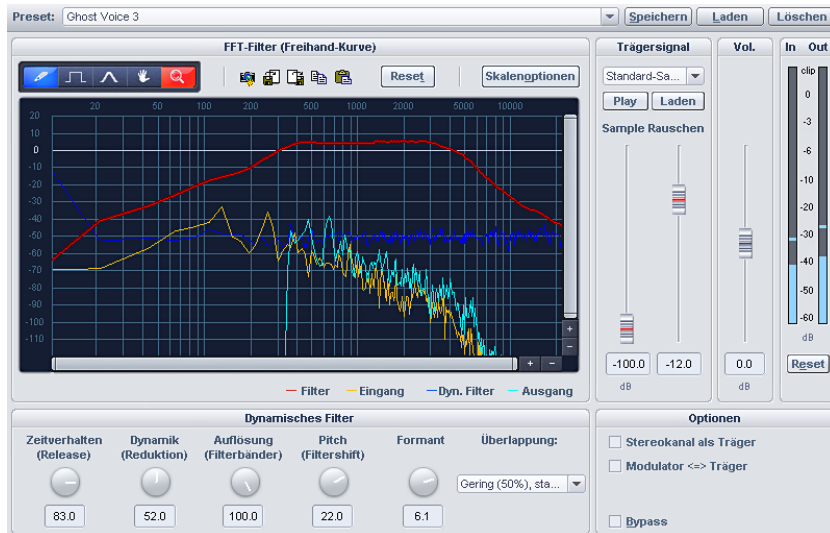 Preset: Ghost Voice 3 Speichern Laden Löschen
FFT-Filter (Freihand-Kurve)
Reset Skalenoptionen
20 50 100 200 500 1000 2000 5000 10000
20
10
0
-10
-20
-30
-40
-50
-60
-70
-80
-90
-100
-110
+
−
+ −
Filter Eingang Dyn. Filter Ausgang
Trägersignal
Standard-Sa...
Play Laden
Sample Rauschen
-100.0 -12.0
dB
Vol.
0.0
dB
In Out
clip
0
-3
-6
-10
-20
-30
-40
-50
-60
dB
Reset
Dynamisches Filter
Zeitverhalten (Release)
83.0
Dynamik (Reduktion)
52.0
Auflösung (Filterbänder)
100.0
Pitch (Filtershift)
22.0
Formant
6.1
Überlappung:
Gering (50%), sta...
Optionen
Stereokanal als Träger
Modulator <=> Träger
Bypass